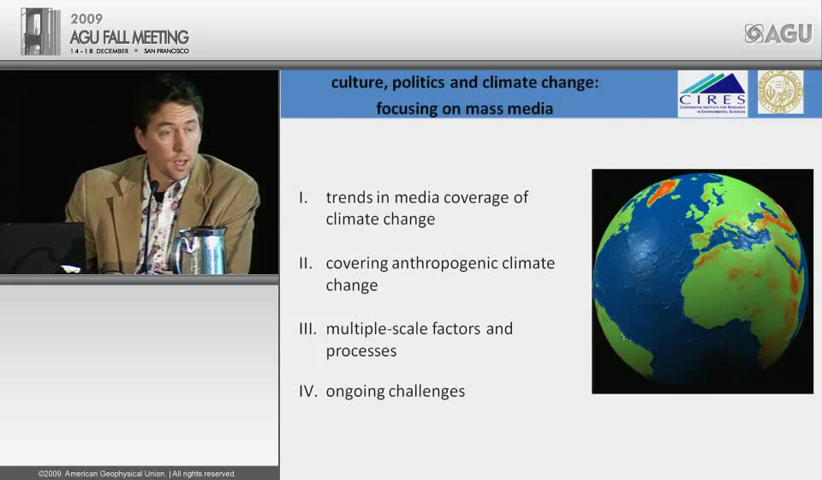 2009
AGU FALL MEETING
14-18 DECEMBER • SAN FRANCISCO
AGU
culture, politics and climate change:
focusing on mass media
CIRES
I. trends in media coverage of
climate change
II. covering anthropogenic climate
change
III. multiple-scale factors and
processes
IV. ongoing challenges
©2009. American Geophysical Union. | All rights reserved.